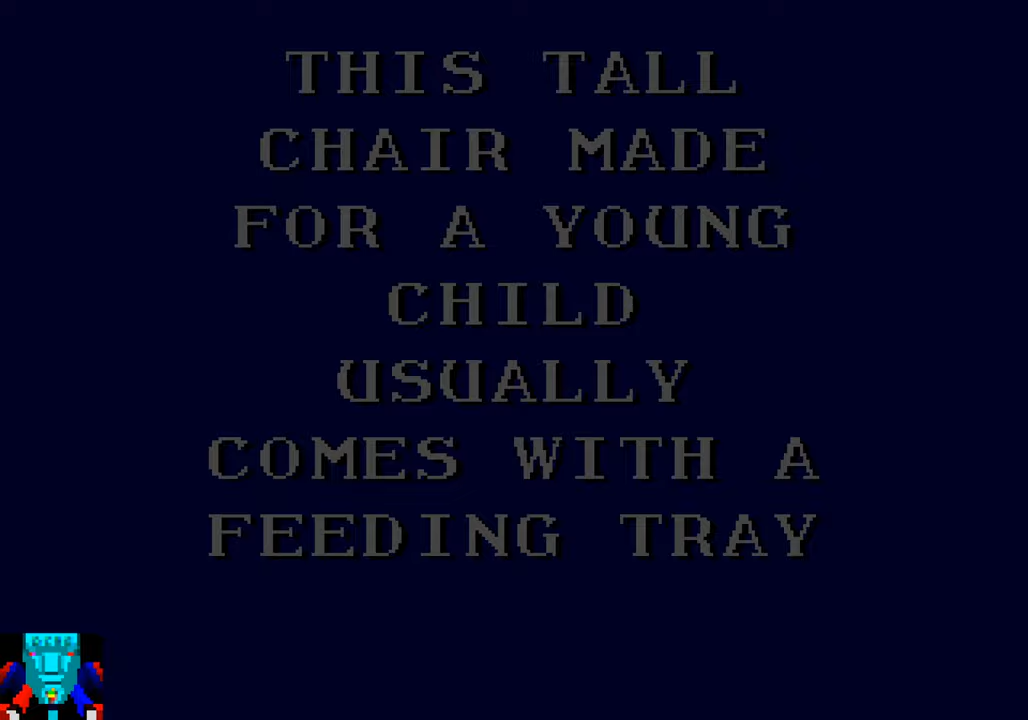 THIS TALL
CHAIR MADE
FOR A YOUNG
CHILD
USUALLY
COMES WITH A
FEEDING TRAY